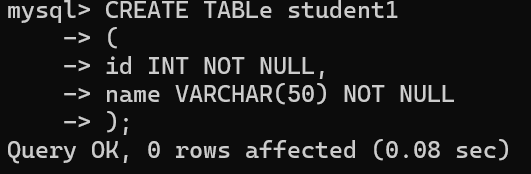 mysql> CREATE TABLe student1
    -> (
    -> id INT NOT NULL,
    -> name VARCHAR(50) NOT NULL
    -> );
Query OK, 0 rows affected (0.08 sec)